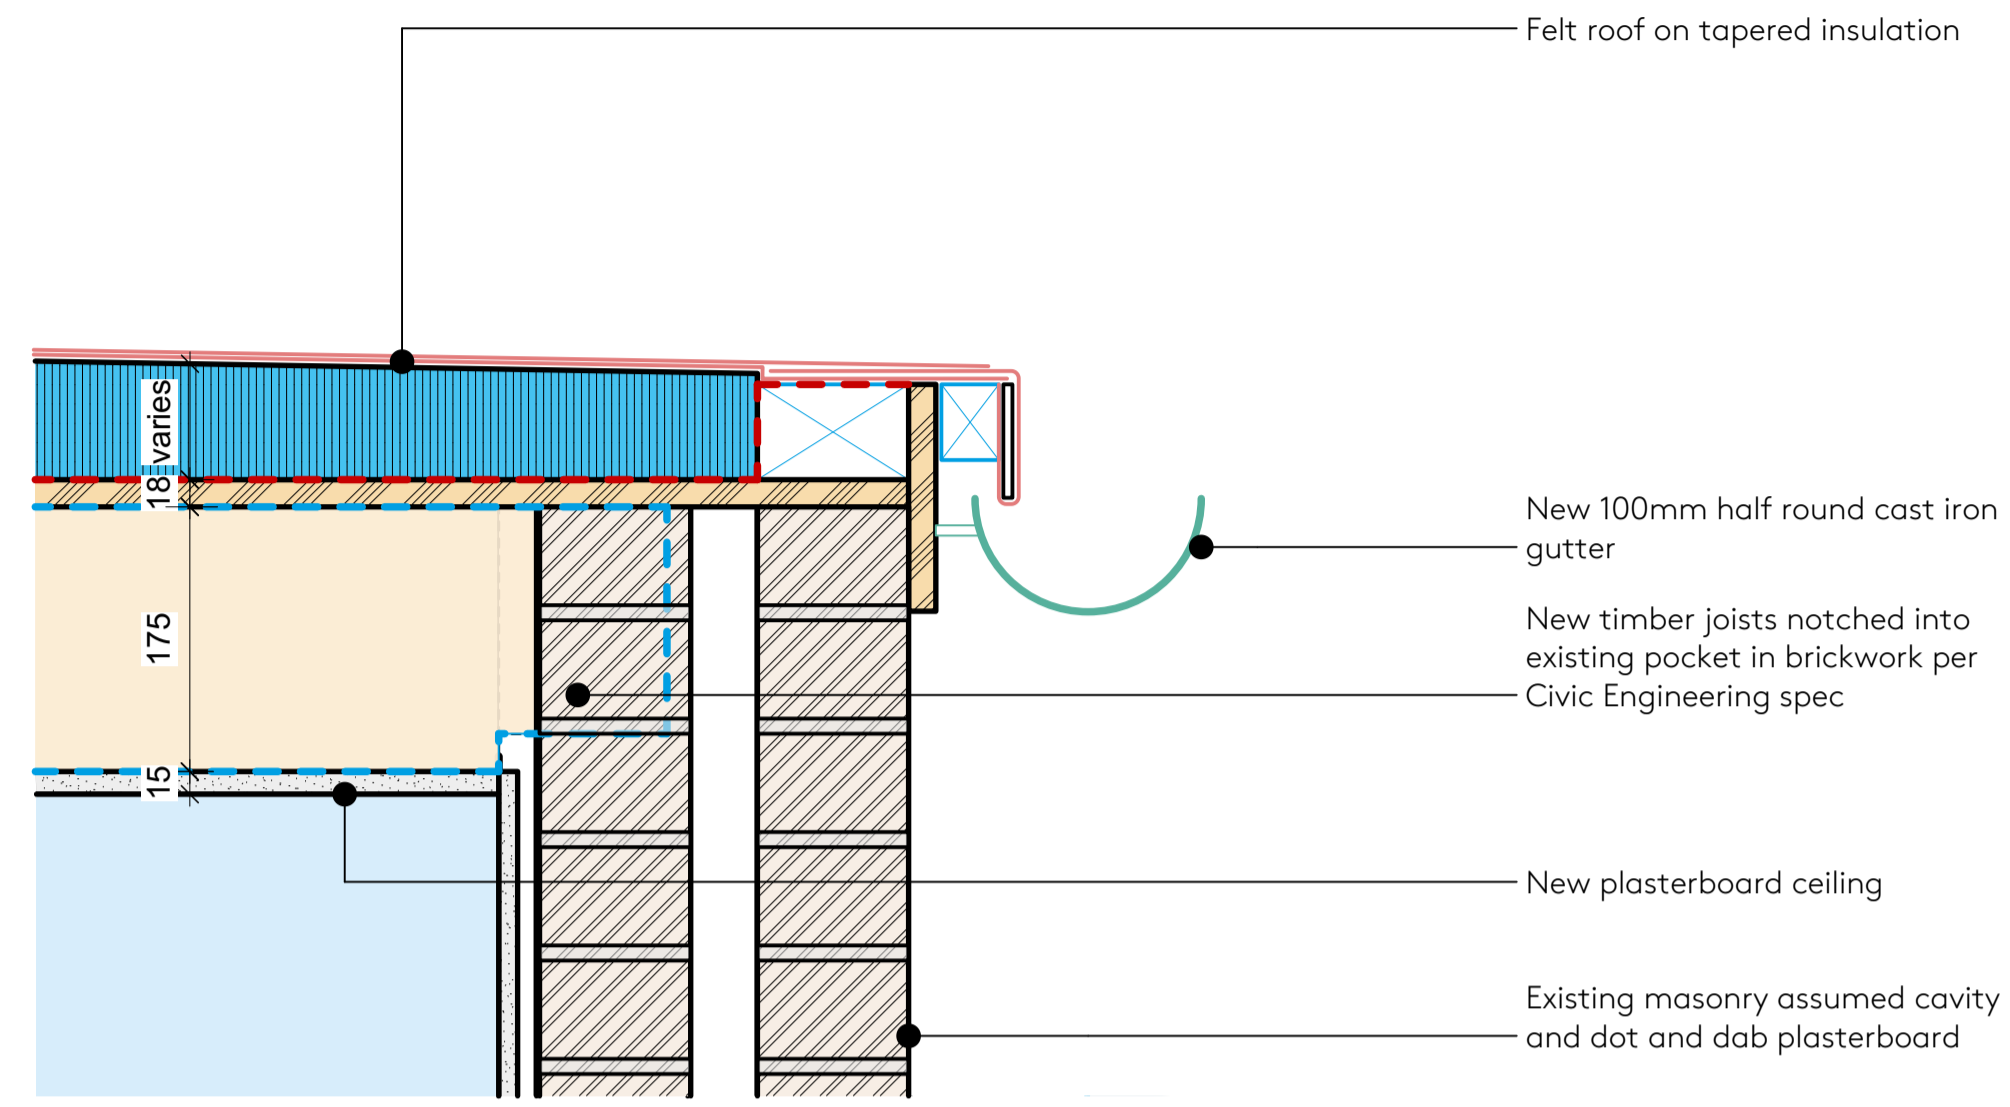 Felt roof on tapered insulation
varies
18
175
15
New 100mm half round cast iron
gutter
New timber joists notched into
existing pocket in brickwork per
Civic Engineering spec
New plasterboard ceiling
Existing masonry assumed cavity
and dot and dab plasterboard